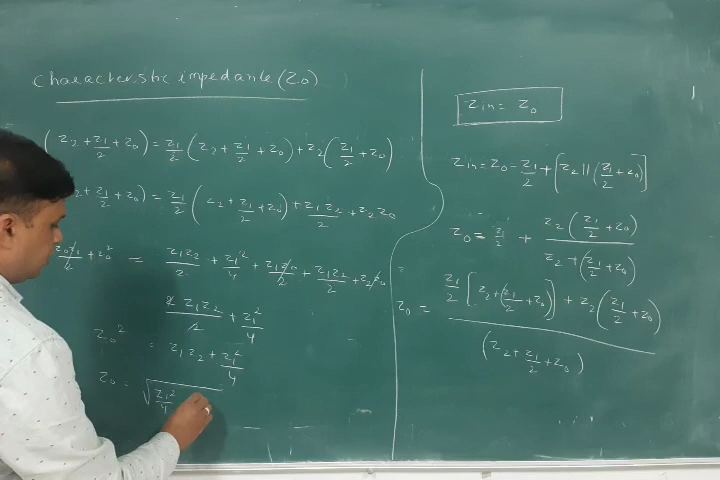 Characteristic impedance (Z0)
(Z2 + Z1/2 + Z0) = Z1/2 (Z2 + Z1/2 + Z0) + Z2 (Z1/2 + Z0)
Z2 + Z1/2 + Z0) = Z1/2 (Z2 + Z1/2 + Z0) + Z1Z2/2 + Z2Z0
Z0Z1/2 + Z0² = Z1Z2/2 + Z1²/4 + Z1Z0/2 + Z1Z2/2 + Z2Z0
2Z1Z2/2 + Z1²/4
Z0² = Z1Z2 + Z1²/4
Z0 = √Z1²/4
Zin = Z0
Zin = Z0 = Z1/2 + [Z2 || (Z1/2 + Z0)]
Z0 = Z1/2 + Z2 (Z1/2 + Z0) / Z2 + (Z1/2 + Z0)
Z0 = Z1/2 [Z2 + (Z1/2 + Z0)] + Z2 (Z1/2 + Z0) / (Z2 + Z1/2 + Z0)